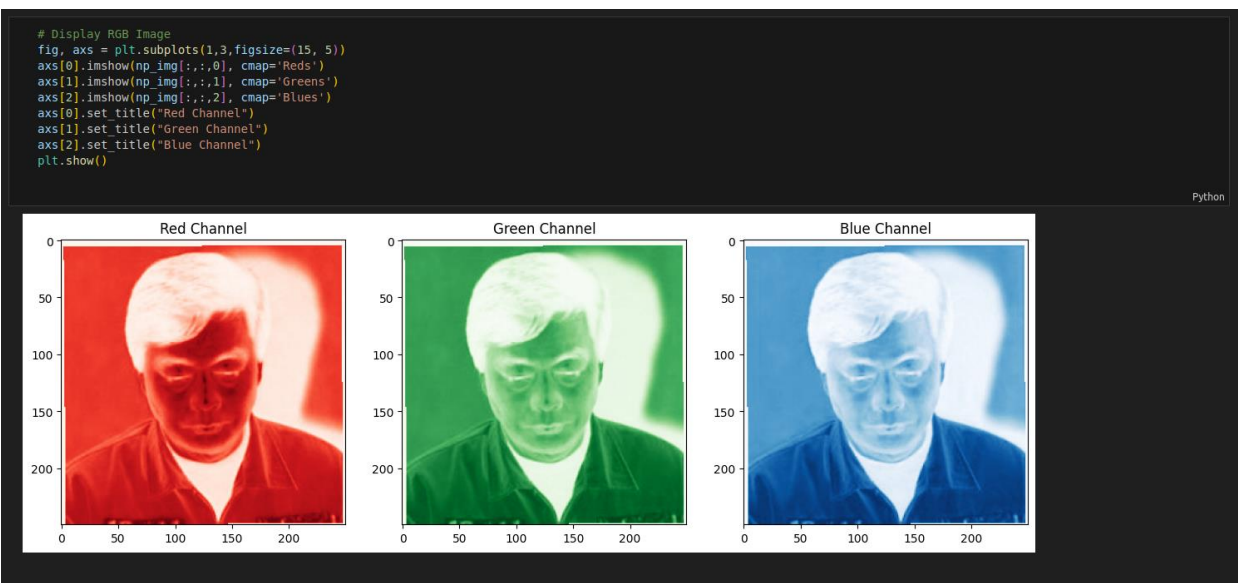 # Display RGB Image
fig, axs = plt.subplots(1,3,figsize=(15, 5))
axs[0].imshow(np_img[:,:,0], cmap='Reds')
axs[1].imshow(np_img[:,:,1], cmap='Greens')
axs[2].imshow(np_img[:,:,2], cmap='Blues')
axs[0].set_title("Red Channel")
axs[1].set_title("Green Channel")
axs[2].set_title("Blue Channel")
plt.show()
Python
Red Channel Green Channel Blue Channel
0 0 0
50 50 50
100 100 100
150 150 150
200 200 200
0 50 100 150 200 0 50 100 150 200 0 50 100 150 200